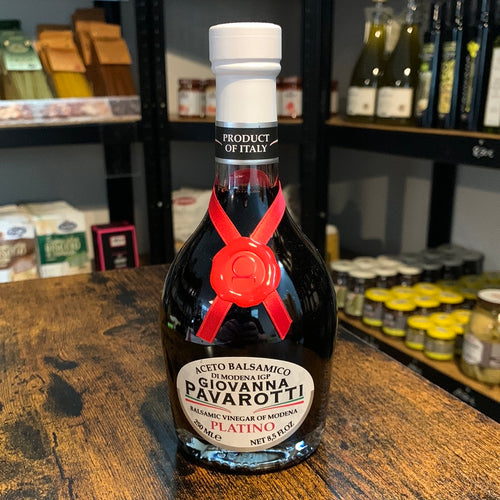 PRODUCT
OF ITALY
ACETO BALSAMICO
DI MODENA IGP
GIOVANNA
PAVAROTTI
BALSAMIC VINEGAR OF MODENA
PLATINO
250 ML℮ NET 8,5 FL.OZ.